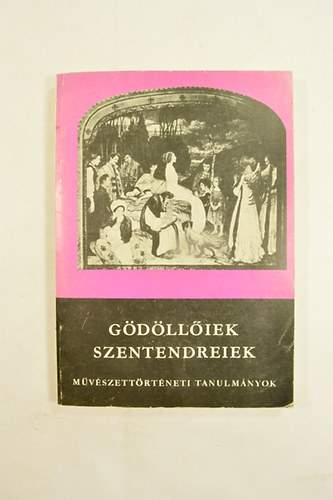 GÖDÖLLŐIEK
SZENTENDREIEK
MŰVÉSZETTÖRTÉNETI TANULMÁNYOK